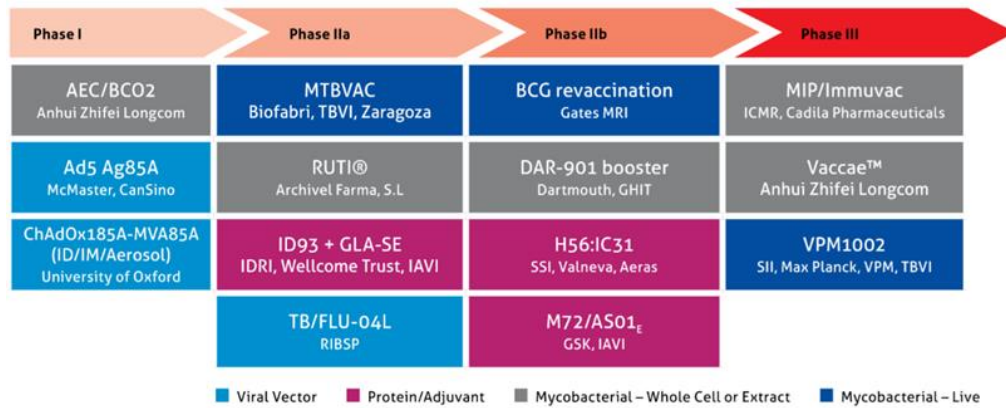 Phase I
Phase IIa
Phase IIb
Phase III
AEC/BCO2
Anhui Zhifei Longcom
MTBVAC
Biofabri, TBVI, Zaragoza
BCG revaccination
Gates MRI
MIP/Immuvac
ICMR, Cadila Pharmaceuticals
Ad5 Ag85A
McMaster, CanSino
RUTI®
Archivel Farma, S.L
DAR-901 booster
Dartmouth, GHIT
Vaccae™
Anhui Zhifei Longcom
ChAdOx185A-MVA85A
(ID/IM/Aerosol)
University of Oxford
ID93 + GLA-SE
IDRI, Wellcome Trust, IAVI
H56:IC31
SSI, Valneva, Aeras
VPM1002
SII, Max Planck, VPM, TBVI
TB/FLU-04L
RIBSP
M72/AS01E
GSK, IAVI
Viral Vector
Protein/Adjuvant
Mycobacterial – Whole Cell or Extract
Mycobacterial – Live